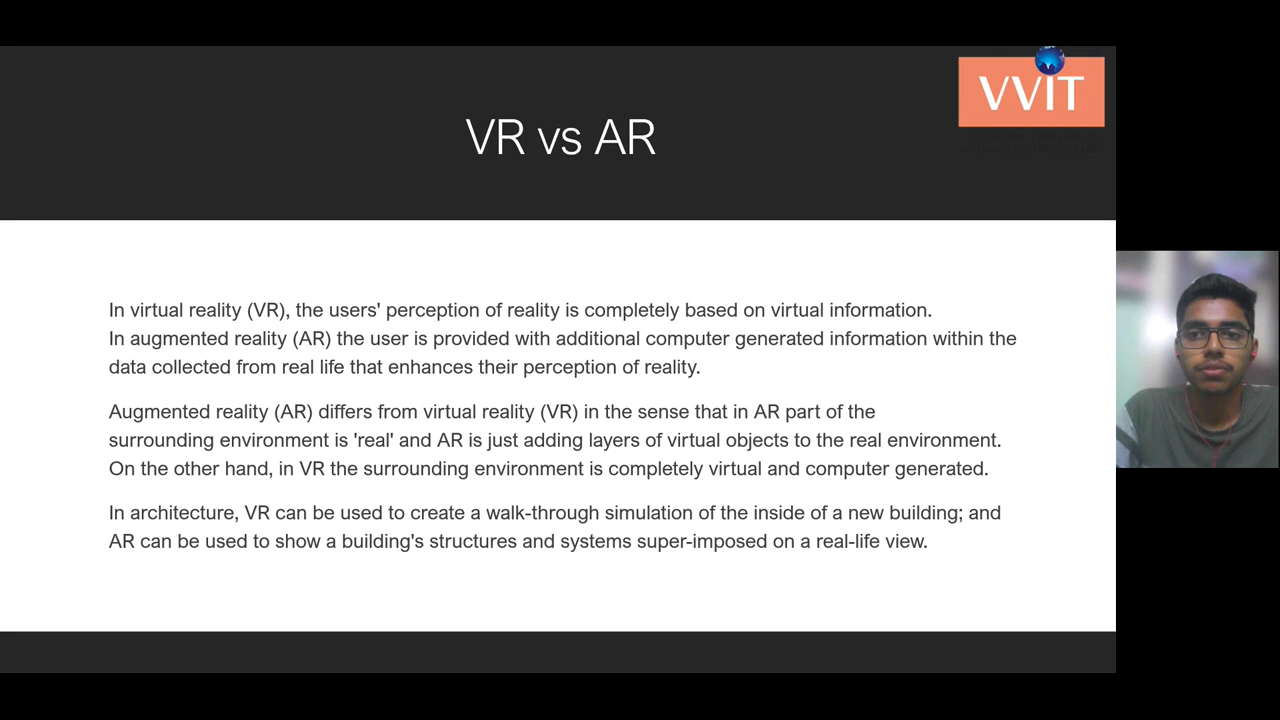 VVIT
VR vs AR
In virtual reality (VR), the users' perception of reality is completely based on virtual information.
In augmented reality (AR) the user is provided with additional computer generated information within the
data collected from real life that enhances their perception of reality.
Augmented reality (AR) differs from virtual reality (VR) in the sense that in AR part of the
surrounding environment is 'real' and AR is just adding layers of virtual objects to the real environment.
On the other hand, in VR the surrounding environment is completely virtual and computer generated.
In architecture, VR can be used to create a walk-through simulation of the inside of a new building; and
AR can be used to show a building's structures and systems super-imposed on a real-life view.